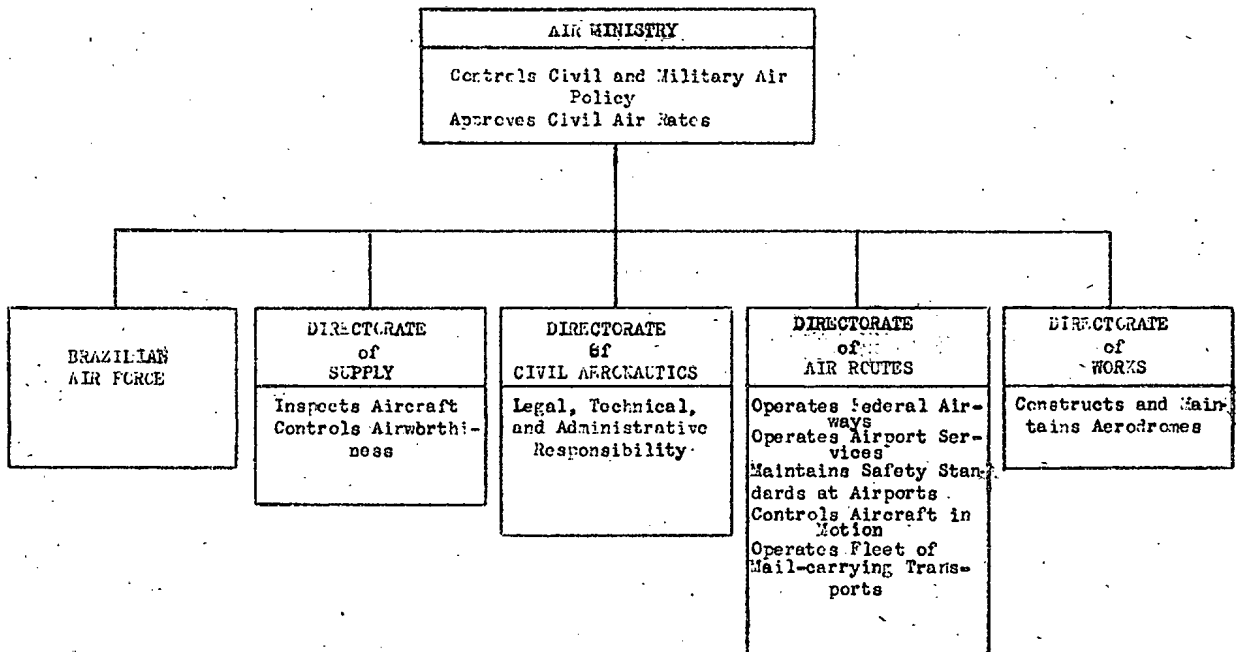 AIR MINISTRY
Controls Civil and Military Air
Policy
Approves Civil Air Rates
BRAZILIAN
AIR FORCE
DIRECTORATE
of
SUPPLY
Inspects Aircraft
Controls Airworthi-
ness
DIRECTORATE
of
CIVIL AERONAUTICS
Legal, Technical,
and Administrative
Responsibility
DIRECTORATE
of
AIR ROUTES
Operates Federal Air-
ways
Operates Airport Ser-
vices
Maintains Safety Stan-
dards at Airports
Controls Aircraft in
Motion
Operates Fleet of
Mail-carrying Trans-
ports
DIRECTORATE
of
WORKS
Constructs and Main-
tains Aerodromes